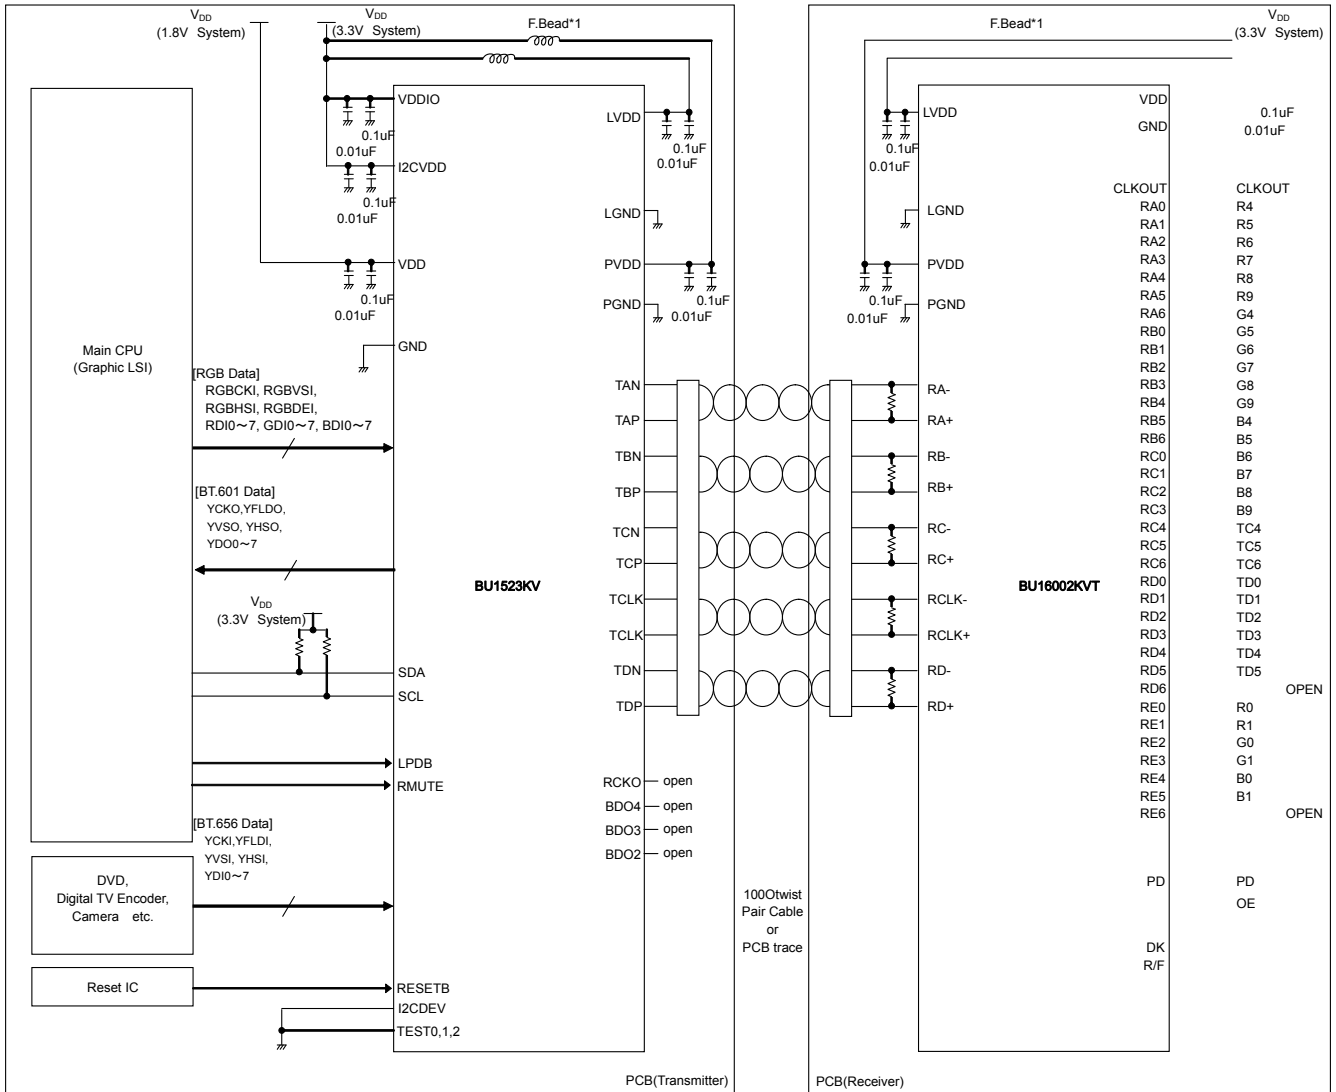 VDD
(1.8V System)
VDD
(3.3V System)
F.Bead*1
VDDIO
0.1uF
0.01uF
I2CVDD
0.1uF
0.01uF
VDD
0.1uF
0.01uF
GND
LVDD
0.1uF
0.01uF
LGND
PVDD
0.1uF
0.01uF
PGND
Main CPU
(Graphic LSI)
[RGB Data]
RGBCKI, RGBVSI,
RGBHSI, RGBDEI,
RDI0~7, GDI0~7, BDI0~7
[BT.601 Data]
YCKO,YFLDO,
YVSO, YHSO,
YDO0~7
VDD
(3.3V System)
SDA
SCL
LPDB
RMUTE
[BT.656 Data]
YCKI,YFLDI,
YVSI, YHSI,
YDI0~7
DVD,
Digital TV Encoder,
Camera etc.
Reset IC
RESETB
I2CDEV
TEST0,1,2
BU1523KV
TAN
TAP
TBN
TBP
TCN
TCP
TCLK
TCLK
TDN
TDP
RCKO open
BDO4 open
BDO3 open
BDO2 open
PCB(Transmitter)
100Otwist
Pair Cable
or
PCB trace
F.Bead*1
VDD
(3.3V System)
LVDD
0.1uF
0.01uF
LGND
PVDD
0.1uF
0.01uF
PGND
RA-
RA+
RB-
RB+
RC-
RC+
RCLK-
RCLK+
RD-
RD+
BU16002KVT
VDD
GND
0.1uF
0.01uF
CLKOUT CLKOUT
RA0 R4
RA1 R5
RA2 R6
RA3 R7
RA4 R8
RA5 R9
RA6 G4
RB0 G5
RB1 G6
RB2 G7
RB3 G8
RB4 G9
RB5 B4
RB6 B5
RC0 B6
RC1 B7
RC2 B8
RC3 B9
RC4 TC4
RC5 TC5
RC6 TC6
RD0 TD0
RD1 TD1
RD2 TD2
RD3 TD3
RD4 TD4
RD5 TD5
RD6 OPEN
RE0 R0
RE1 R1
RE2 G0
RE3 G1
RE4 B0
RE5 B1
RE6 OPEN
PD PD
OE
DK
R/F
PCB(Receiver)